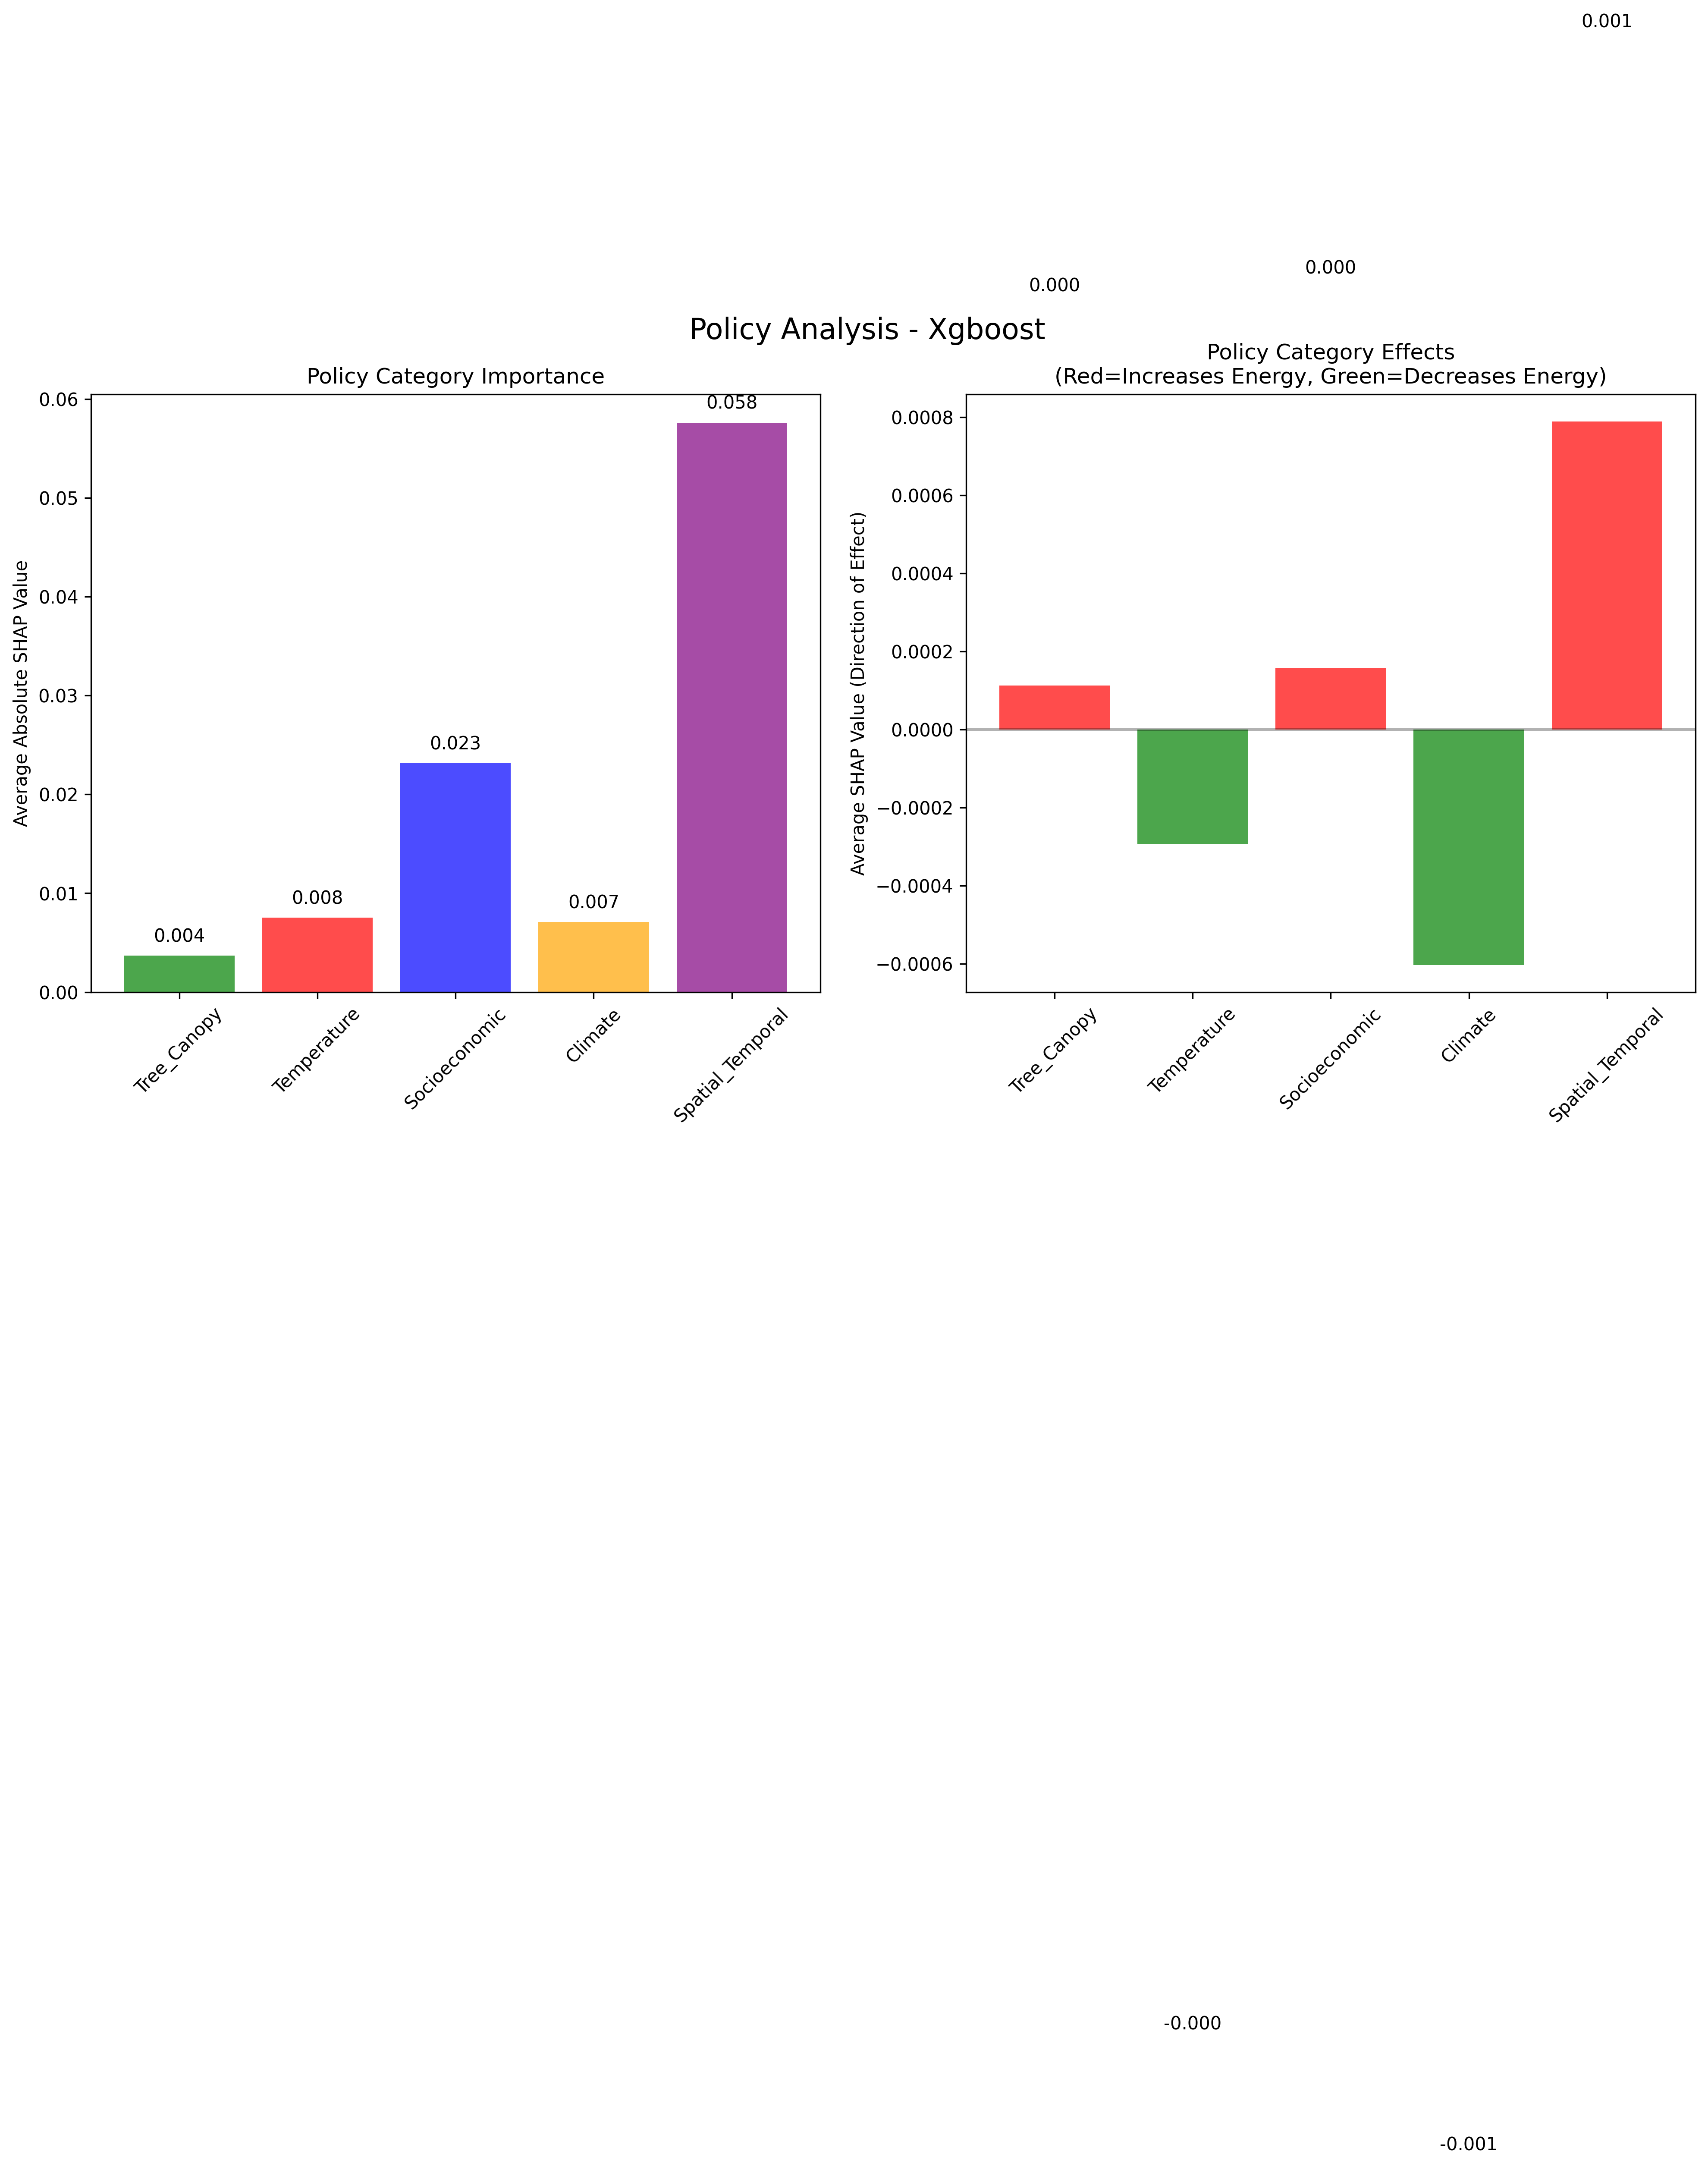 0.001
0.000
0.000
Policy Analysis - Xgboost
Policy Category Importance
0.06
0.05
0.04
0.03
0.02
0.01
0.00
Average Absolute SHAP Value
0.004
0.008
0.023
0.007
0.058
Tree_Canopy
Temperature
Socioeconomic
Climate
Spatial_Temporal
Policy Category Effects
(Red=Increases Energy, Green=Decreases Energy)
0.0008
0.0006
0.0004
0.0002
0.0000
−0.0002
−0.0004
−0.0006
Average SHAP Value (Direction of Effect)
Tree_Canopy
Temperature
Socioeconomic
Climate
Spatial_Temporal
-0.000
-0.001